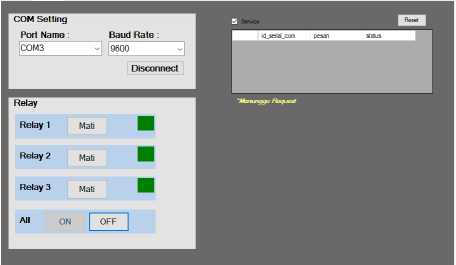 COM Setting
Port Name :
Baud Rate :
COM3
9600
Disconnect
Relay
Relay 1
Mati
Relay 2
Mati
Relay 3
Mati
All
ON
OFF
Service
Reset
id_serial_com
pesan
status
*Menunggu Request